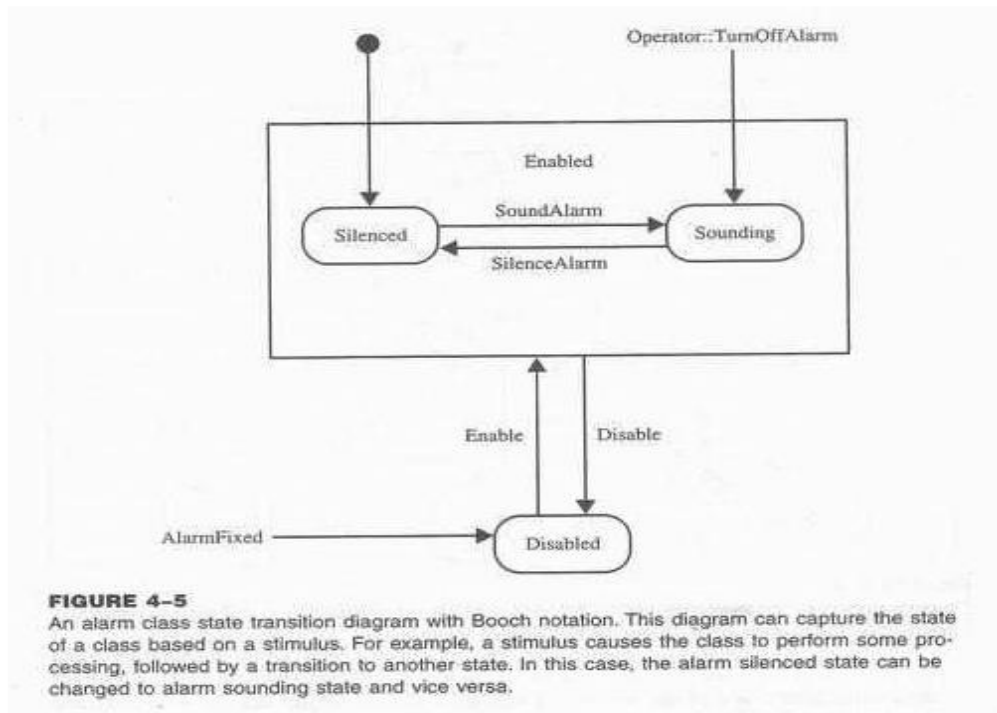 Operator::TurnOffAlarm
Enabled
SoundAlarm
Silenced
Sounding
SilenceAlarm
Enable
Disable
AlarmFixed
Disabled
FIGURE 4–5
An alarm class state transition diagram with Booch notation. This diagram can capture the state
of a class based on a stimulus. For example, a stimulus causes the class to perform some pro-
cessing, followed by a transition to another state. In this case, the alarm silenced state can be
changed to alarm sounding state and vice versa.